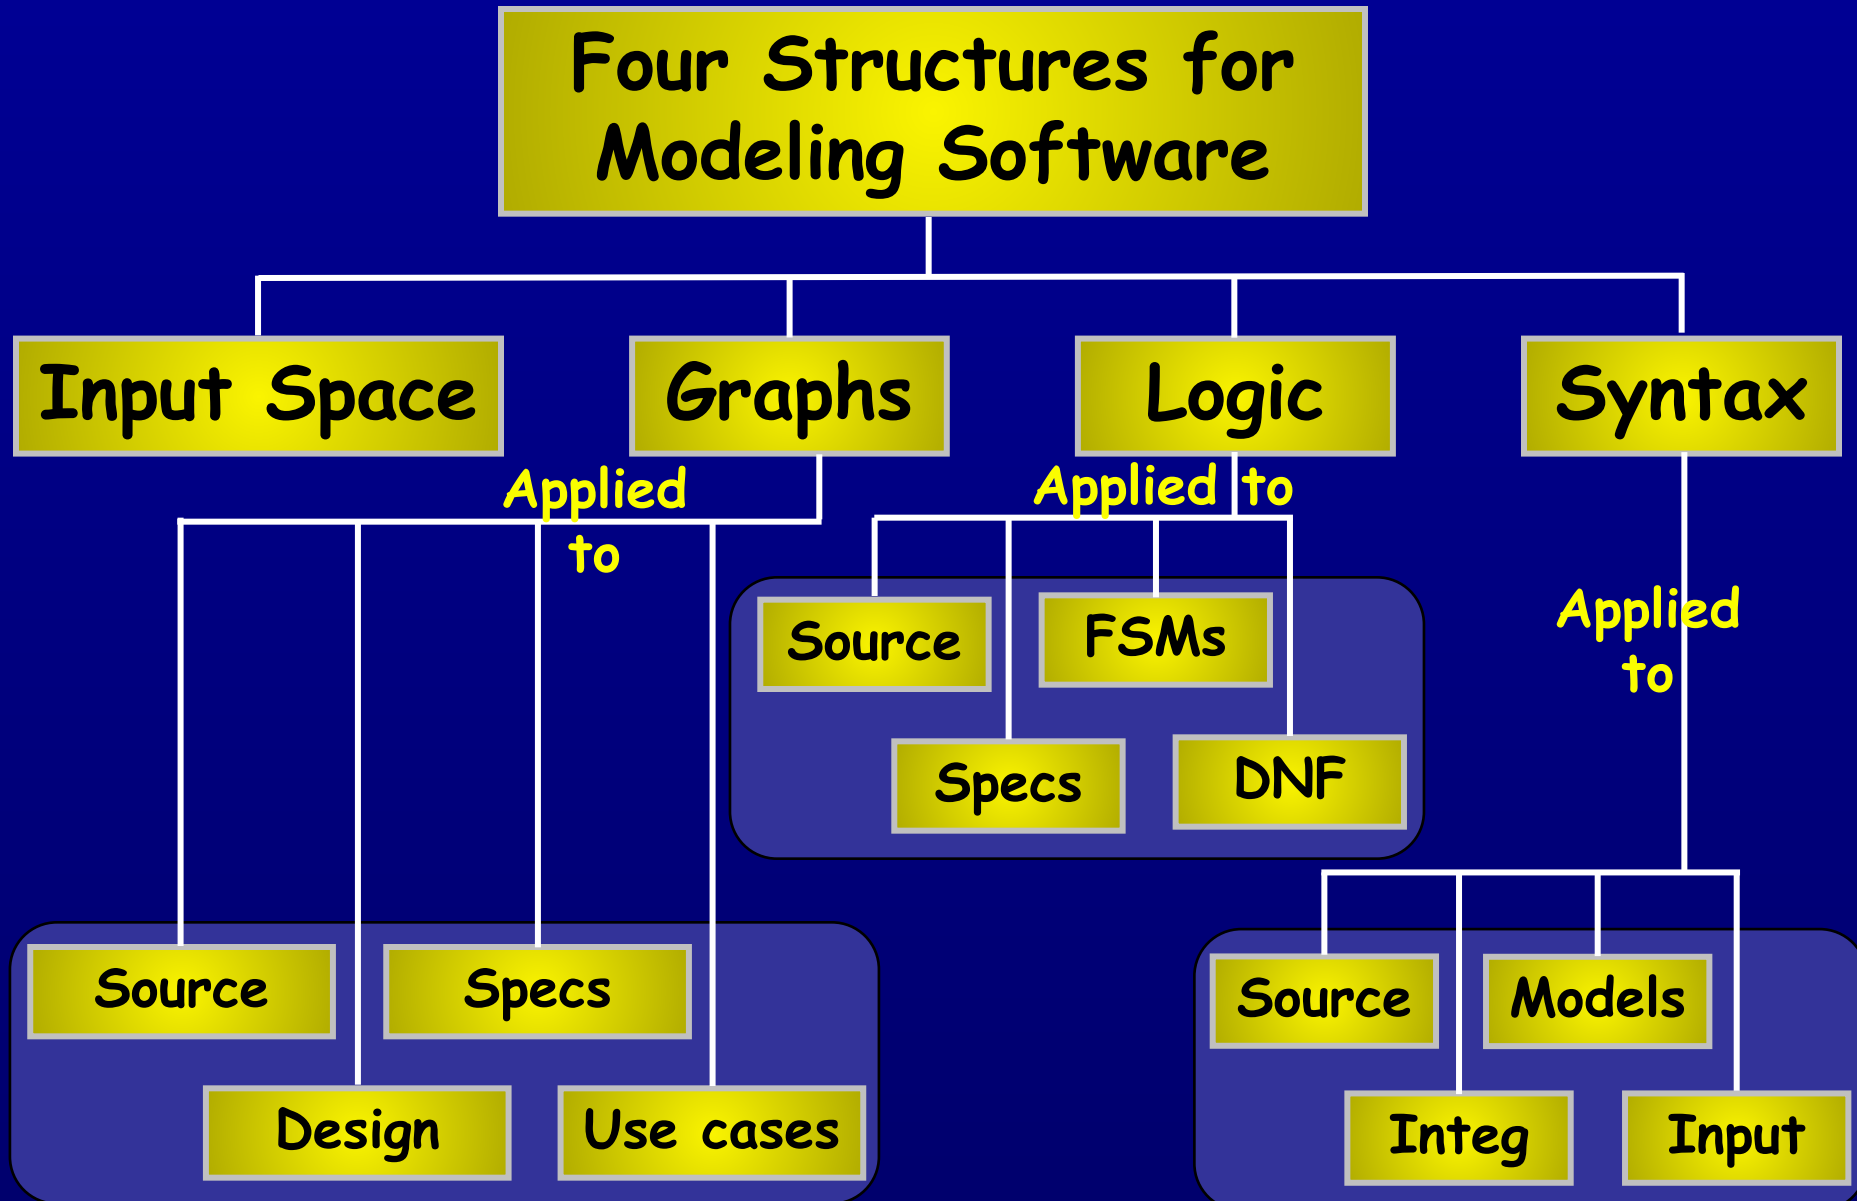 Four Structures for
Modeling Software
Input Space
Graphs
Logic
Syntax
Applied
to
Applied to
Applied
to
Source
FSMs
Specs
DNF
Source
Specs
Design
Use cases
Source
Models
Integ
Input